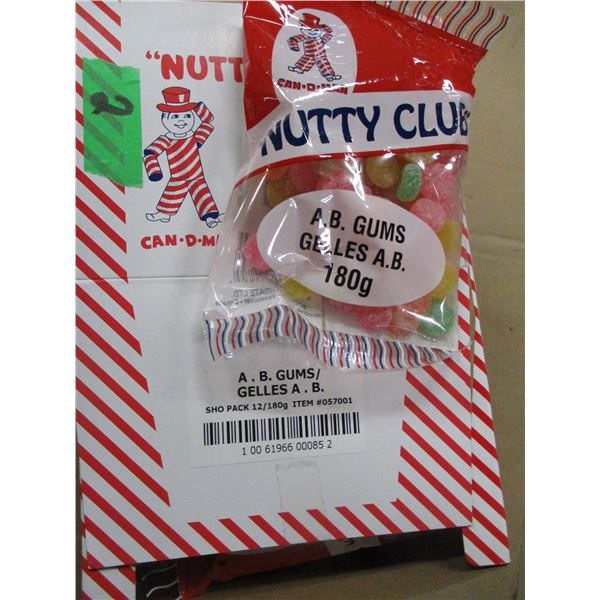 "NUTT
2
CAN·D·M
CAN·D·MAN
NUTTY CLUB
A.B. GUMS
GELLES A.B.
180g
A . B. GUMS/
GELLES A . B.
SHO PACK 12/180g ITEM #057001
1 00 61966 00085 2